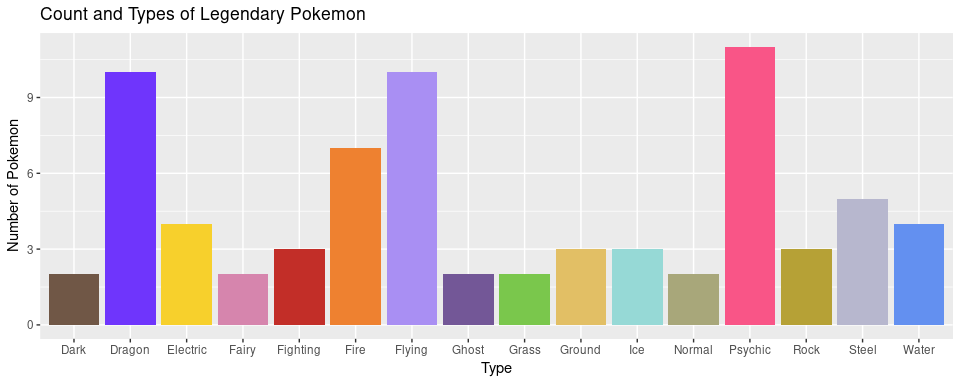 Count and Types of Legendary Pokemon
Number of Pokemon
9
6
3
0
Dark Dragon Electric Fairy Fighting Fire Flying Ghost Grass Ground Ice Normal Psychic Rock Steel Water
Type